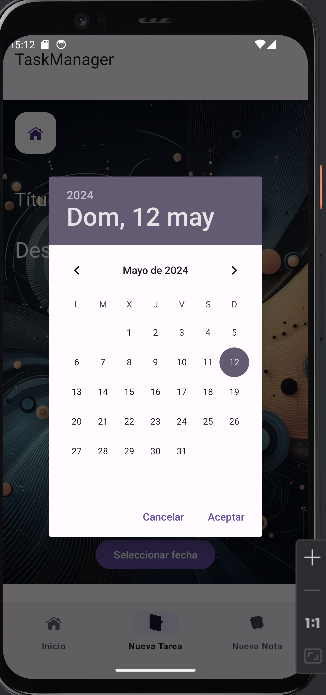 15:12
TaskManager
Títu
Des
2024
Dom, 12 may
Mayo de 2024
L M X J V S D
1 2 3 4 5
6 7 8 9 10 11 12
13 14 15 16 17 18 19
20 21 22 23 24 25 26
27 28 29 30 31
Cancelar Aceptar
Seleccionar fecha
Inicio Nueva Tarea Nueva Nota
1:1